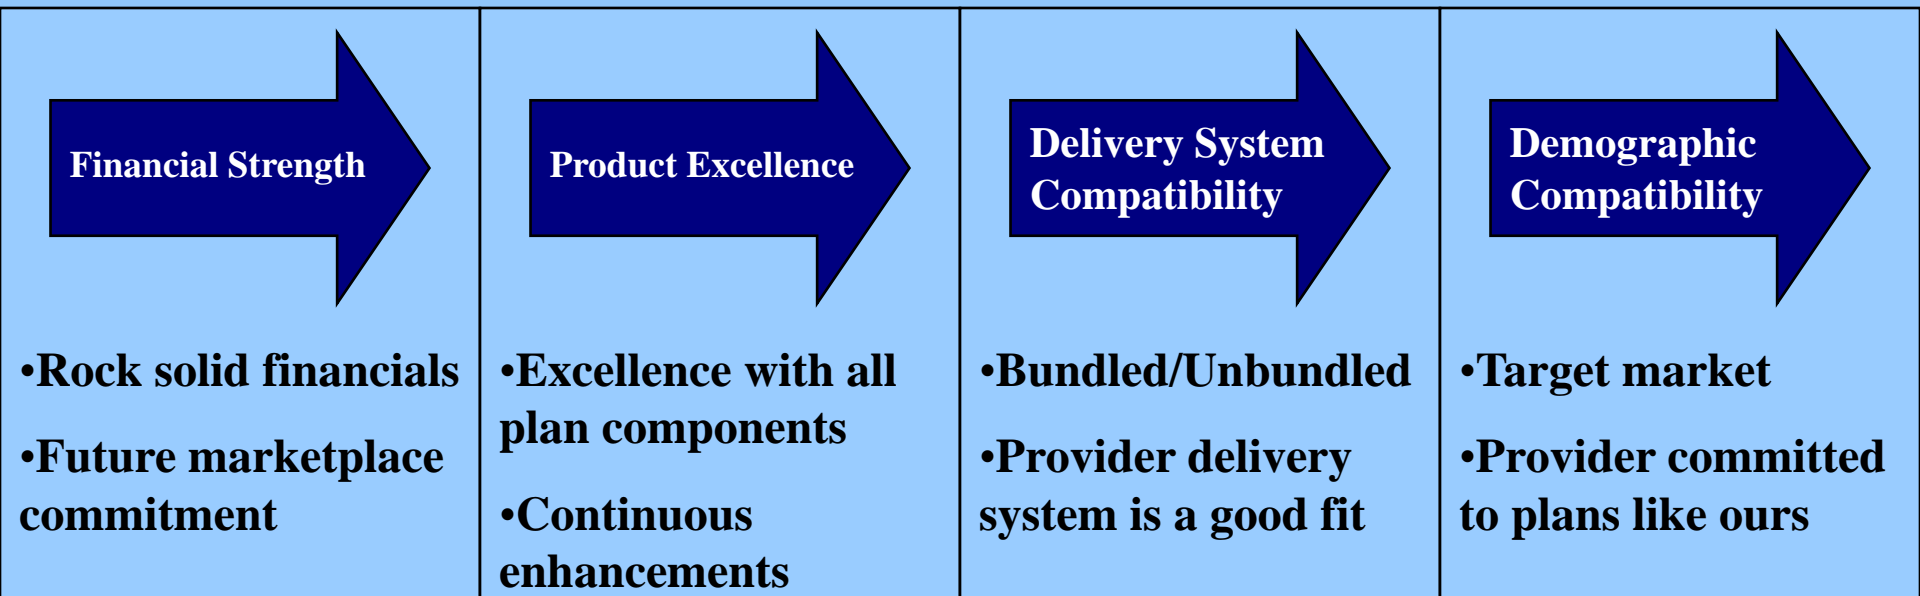 Financial Strength
•Rock solid financials
•Future marketplace
commitment
Product Excellence
•Excellence with all
plan components
•Continuous
enhancements
Delivery System
Compatibility
•Bundled/Unbundled
•Provider delivery
system is a good fit
Demographic
Compatibility
•Target market
•Provider committed
to plans like ours